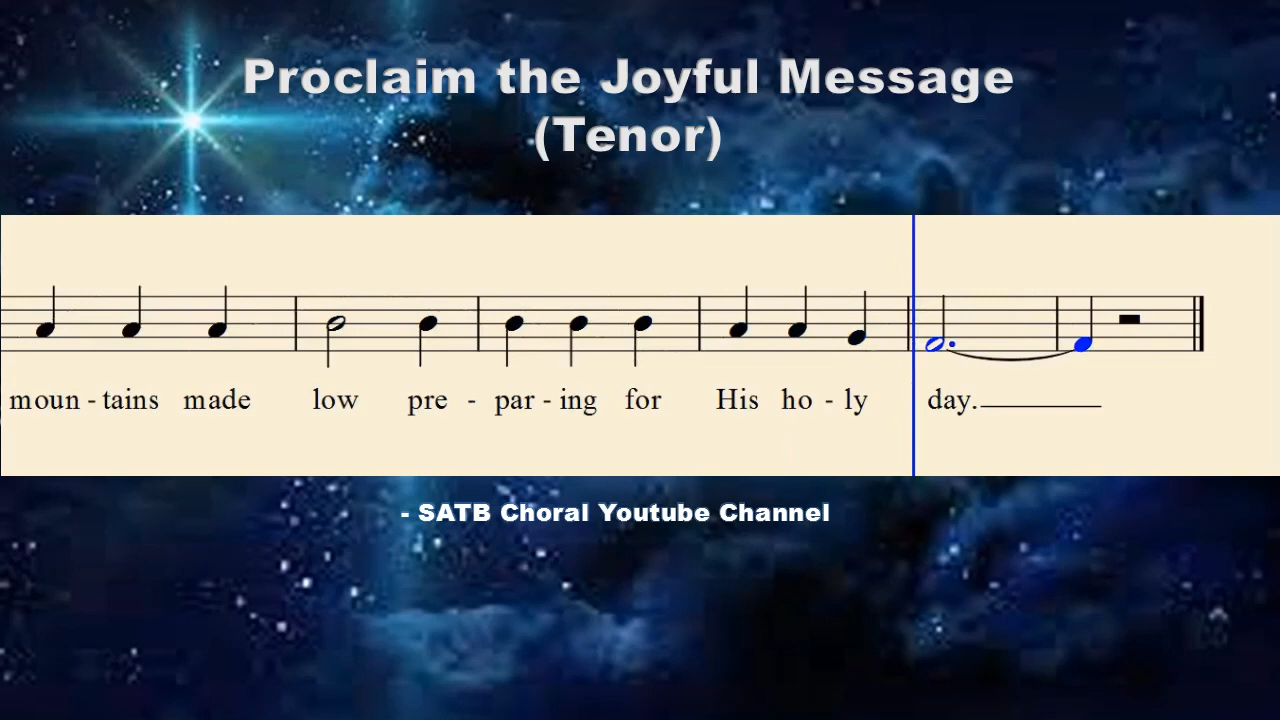 Proclaim the Joyful Message
(Tenor)
moun - tains made low pre - par - ing for His ho - ly day.
- SATB Choral Youtube Channel